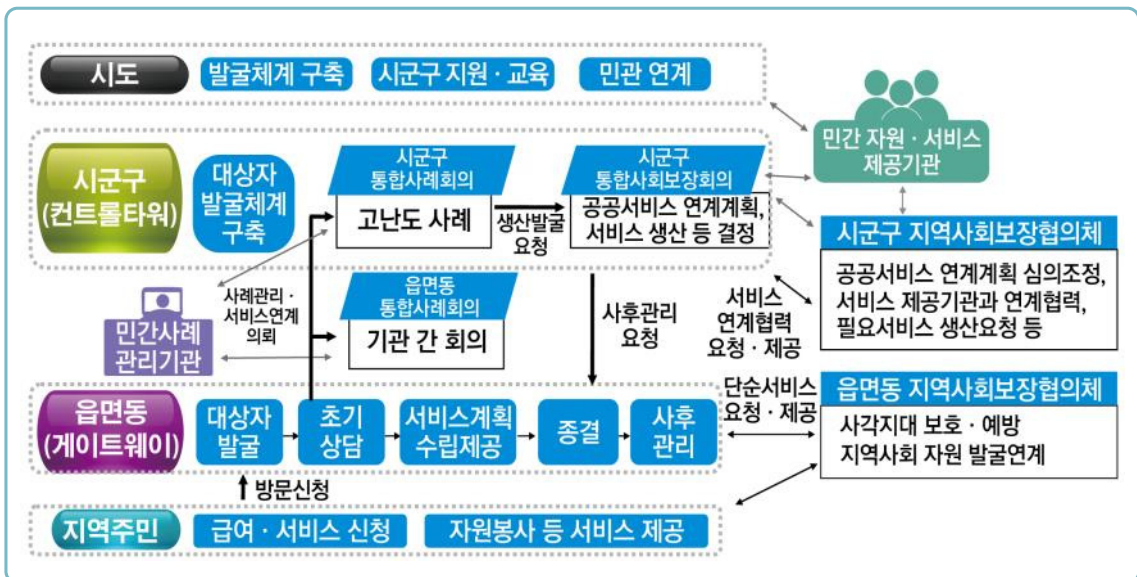 시도
발굴체계 구축
시군구 지원 · 교육
민관 연계
민간 자원 · 서비스
제공기관
시군구
(컨트롤타워)
대상자
발굴체계
구축
시군구
통합사례회의
고난도 사례
생산발굴
요청
시군구
통합사회보장회의
공공서비스 연계계획,
서비스 생산 등 결정
시군구 지역사회보장협의체
공공서비스 연계계획 심의조정,
서비스 제공기관과 연계협력,
필요서비스 생산요청 등
민간사례
관리기관
사례관리 ·
서비스연계
의뢰
읍면동
통합사례회의
기관 간 회의
사후관리
요청
서비스
연계협력
요청 · 제공
읍면동
(게이트웨이)
대상자
발굴
초기
상담
서비스계획
수립제공
종결
사후
관리
단순서비스
요청 · 제공
읍면동 지역사회보장협의체
사각지대 보호 · 예방
지역사회 자원 발굴연계
방문신청
지역주민
급여 · 서비스 신청
자원봉사 등 서비스 제공